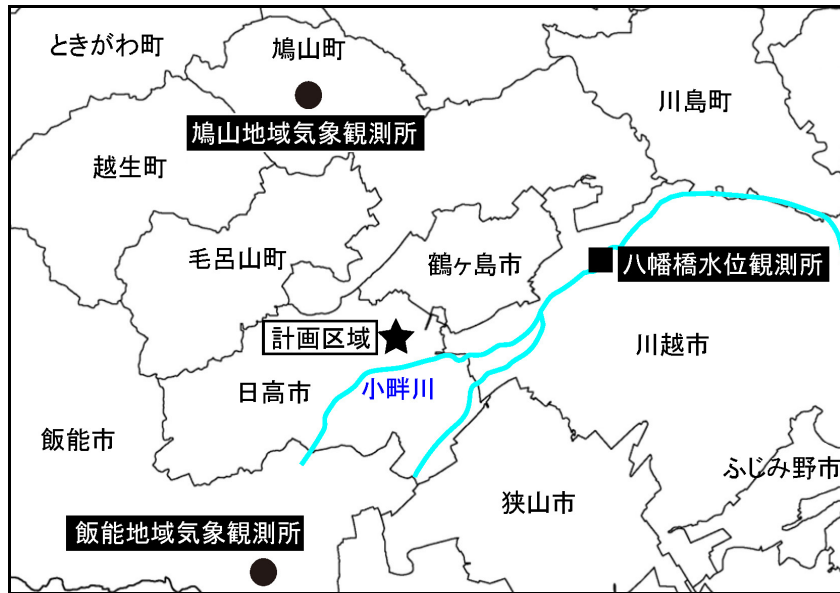 ときがわ町
鳩山町
川島町
鳩山地域気象観測所
越生町
毛呂山町
鶴ヶ島市
八幡橋水位観測所
計画区域
川越市
日高市
小畔川
飯能市
ふじみ野市
狭山市
飯能地域気象観測所